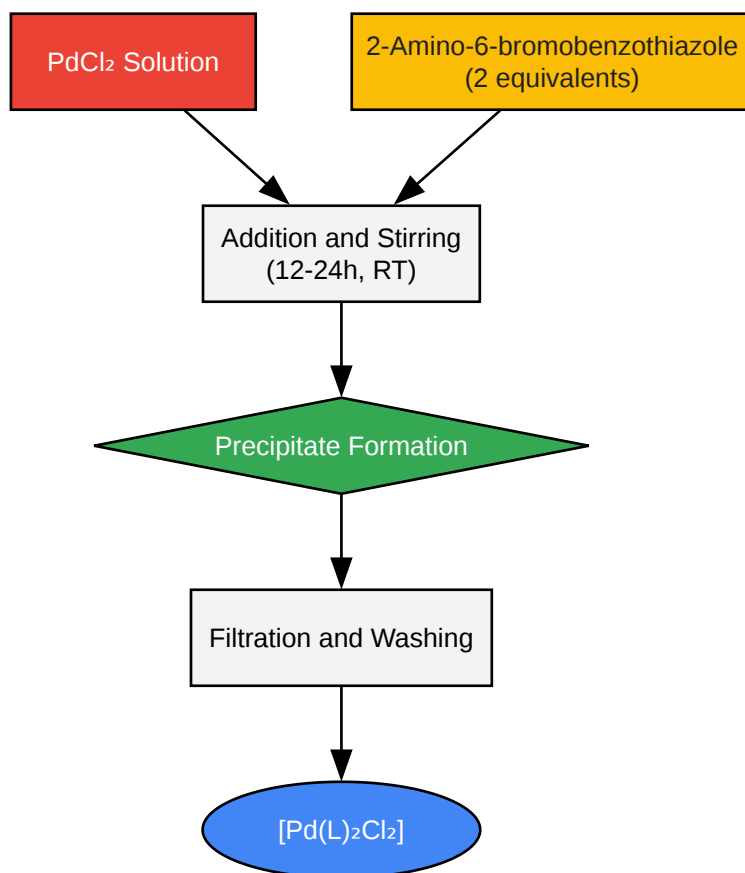 PdCl₂ Solution
2-Amino-6-bromobenzothiazole
(2 equivalents)
Addition and Stirring
(12-24h, RT)
Precipitate Formation
Filtration and Washing
[Pd(L)₂Cl₂]